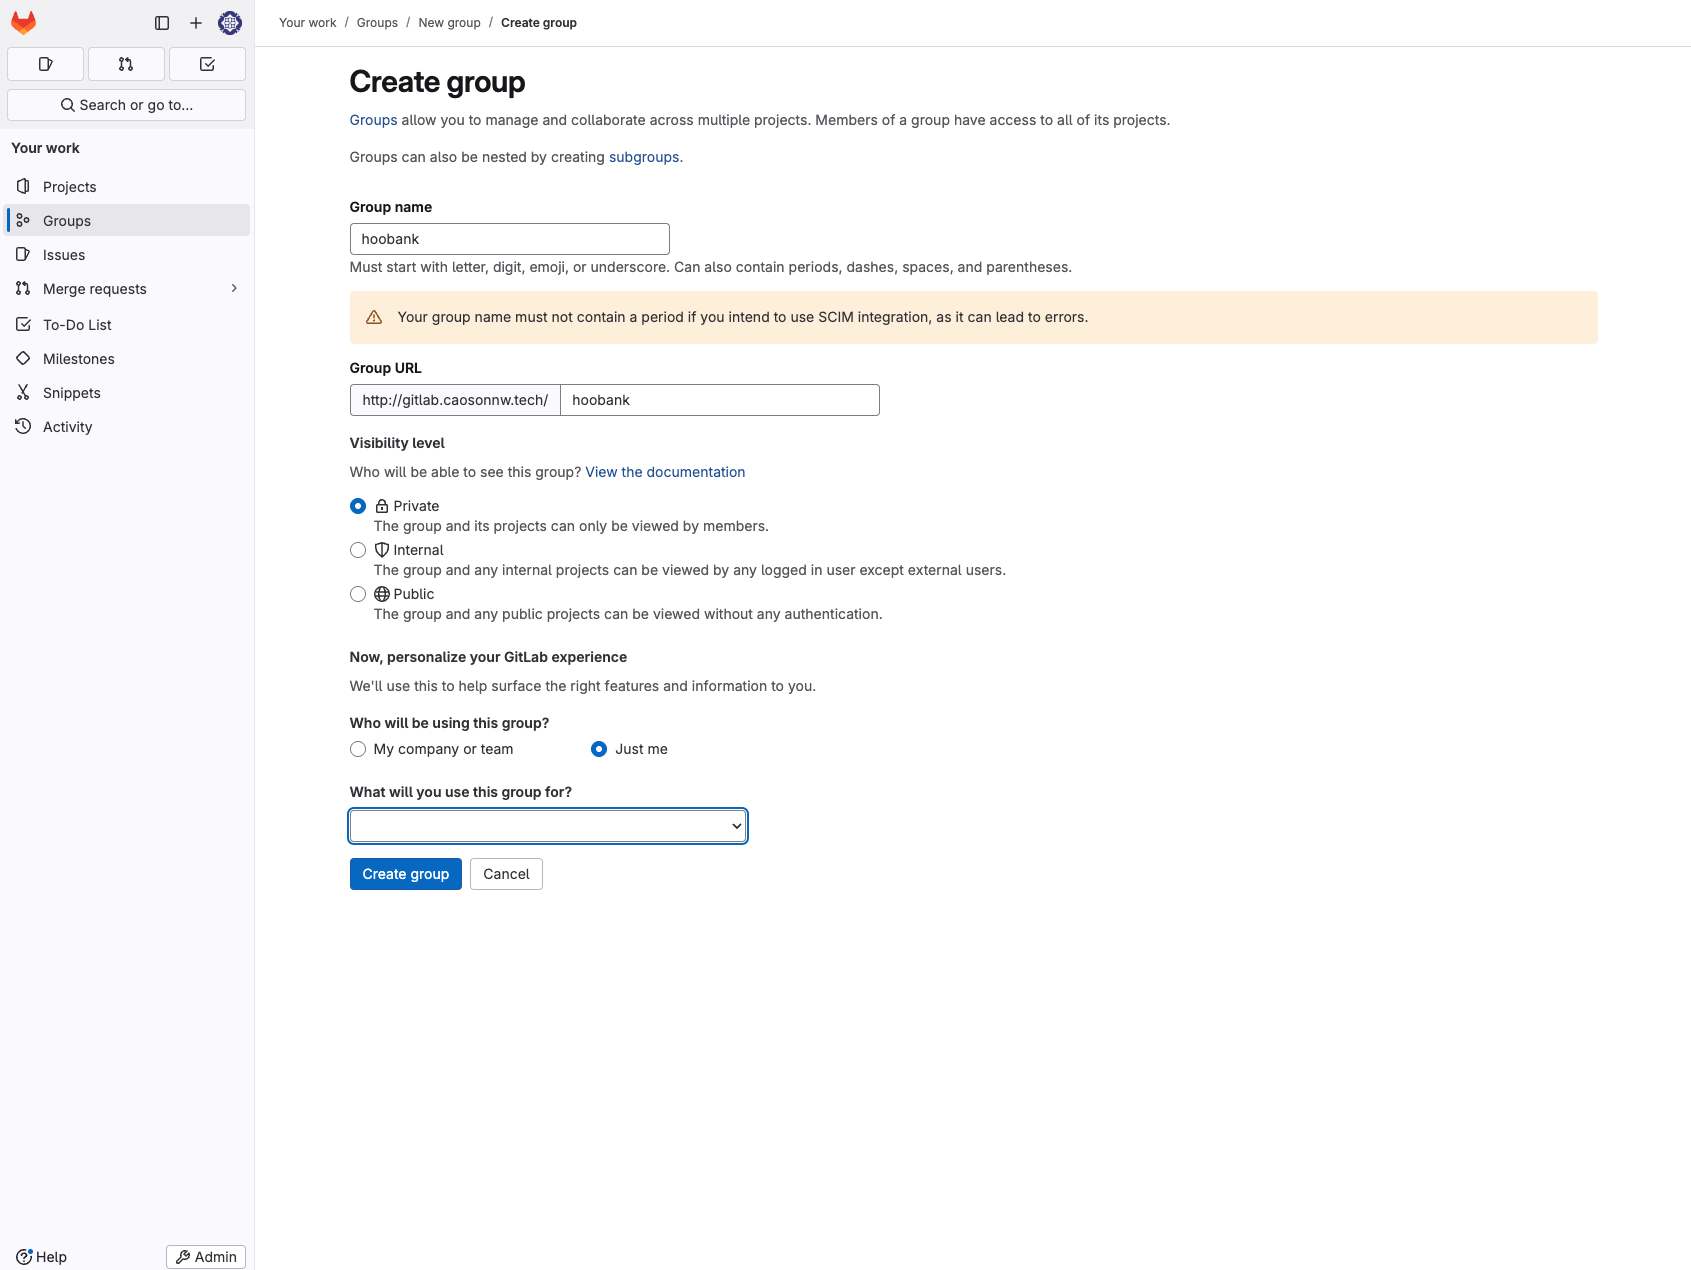 Your work / Groups / New group / Create group
Search or go to...
Your work
Projects
Groups
Issues
Merge requests
To-Do List
Milestones
Snippets
Activity
Help
Admin
Create group
Groups allow you to manage and collaborate across multiple projects. Members of a group have access to all of its projects.
Groups can also be nested by creating subgroups.
Group name
hoobank
Must start with letter, digit, emoji, or underscore. Can also contain periods, dashes, spaces, and parentheses.
Your group name must not contain a period if you intend to use SCIM integration, as it can lead to errors.
Group URL
http://gitlab.caosonnw.tech/ hoobank
Visibility level
Who will be able to see this group? View the documentation
Private
The group and its projects can only be viewed by members.
Internal
The group and any internal projects can be viewed by any logged in user except external users.
Public
The group and any public projects can be viewed without any authentication.
Now, personalize your GitLab experience
We'll use this to help surface the right features and information to you.
Who will be using this group?
My company or team Just me
What will you use this group for?
Create group Cancel